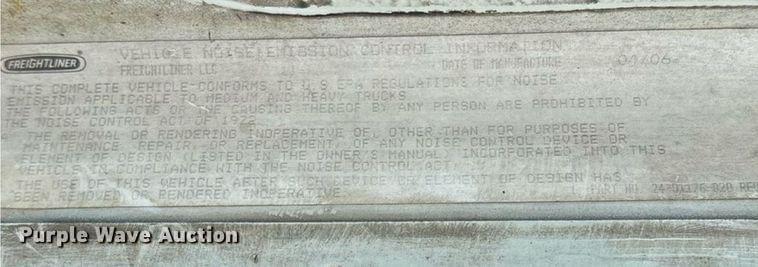 FREIGHTLINER
VEHICLE NOISE EMISSION CONTROL INFORMATION
FREIGHTLINER LLC DATE OF MANUFACTURE 04/06
THIS COMPLETE VEHICLE CONFORMS TO U.S EPA REGULATIONS FOR NOISE
EMISSION APPLICABLE TO MEDIUM AND HEAVY TRUCKS.
THE FOLLOWING ACTS OR THE CAUSING THEREOF BY ANY PERSON ARE PROHIBITED BY
THE NOISE CONTROL ACT OF 1972
THE REMOVAL OR RENDERING INOPERATIVE OF, OTHER THAN FOR PURPOSES OF
MAINTENANCE, REPAIR, OR REPLACEMENT, OF ANY NOISE CONTROL DEVICE OR
ELEMENT OF DESIGN (LISTED IN THE OWNER'S MANUAL) INCORPORATED INTO THIS
VEHICLE IN COMPLIANCE WITH THE NOISE CONTROL ACT.
THE USE OF THIS VEHICLE AFTER SUCH DEVICE OR ELEMENT OF DESIGN HAS
BEEN REMOVED OR RENDERED INOPERATIVE
PART NO.
Purple Wave Auction